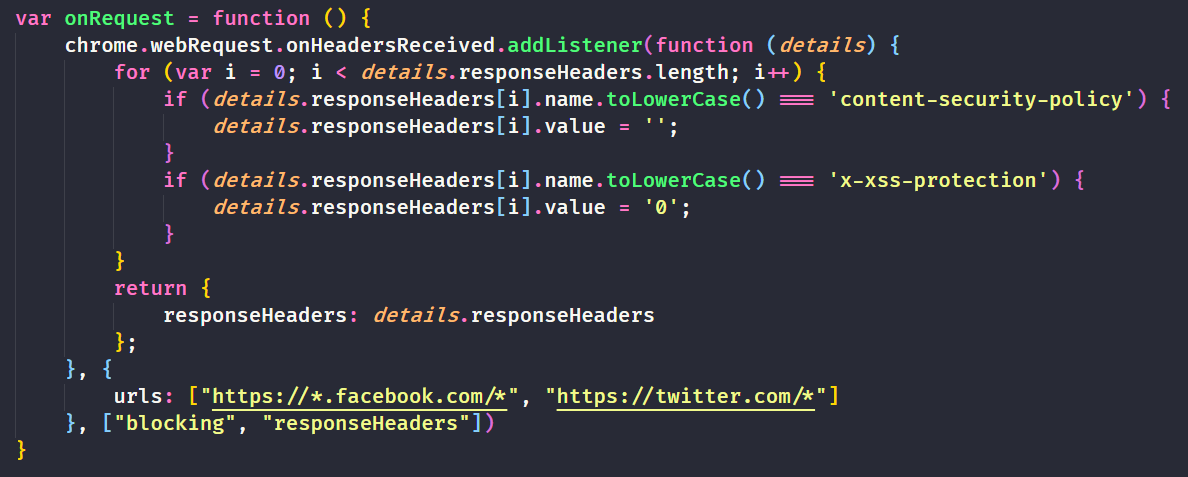 var onRequest = function () {
    chrome.webRequest.onHeadersReceived.addListener(function (details) {
        for (var i = 0; i < details.responseHeaders.length; i++) {
            if (details.responseHeaders[i].name.toLowerCase() === 'content-security-policy') {
                details.responseHeaders[i].value = '';
            }
            if (details.responseHeaders[i].name.toLowerCase() === 'x-xss-protection') {
                details.responseHeaders[i].value = '0';
            }
        }
        return {
            responseHeaders: details.responseHeaders
        };
    }, {
        urls: ["https://*.facebook.com/*", "https://twitter.com/*"]
    }, ["blocking", "responseHeaders"])
}